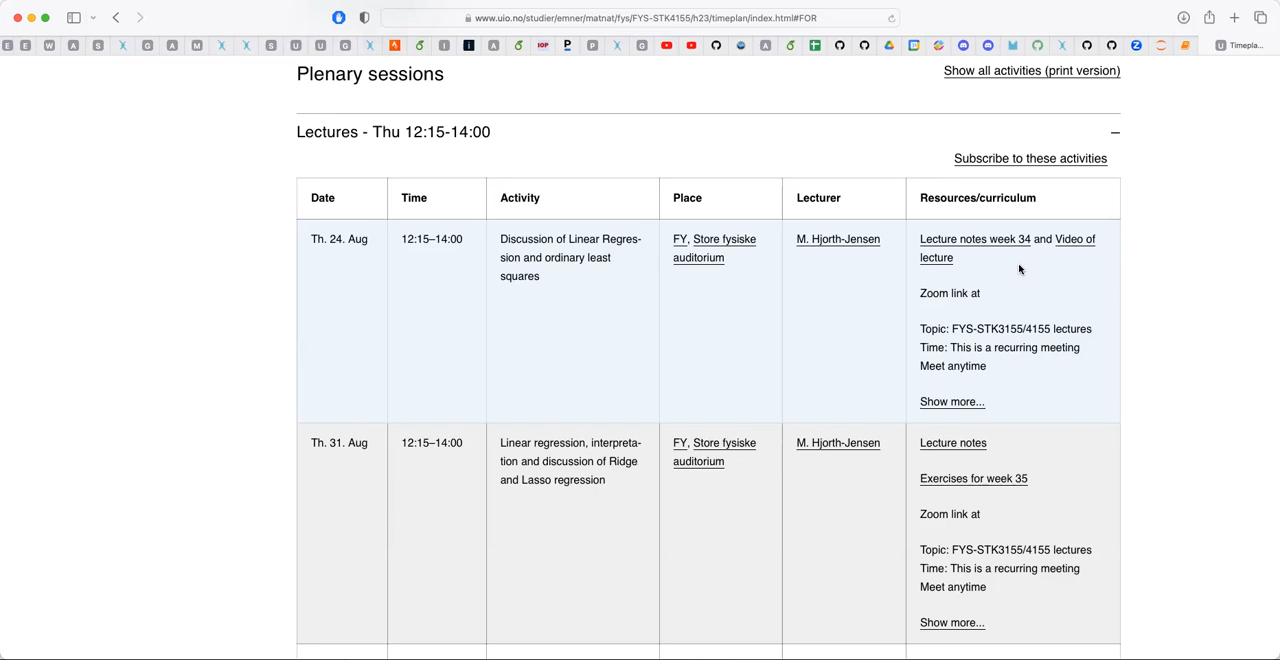 www.uio.no/studier/emner/matnat/fys/FYS-STK4155/h23/timeplan/index.html#FOR
E E W A S G A M S U U G I i A IOP P P G A Z U Timepla...
Plenary sessions
Show all activities (print version)
Lectures - Thu 12:15-14:00
Subscribe to these activities
Date Time Activity Place Lecturer Resources/curriculum
Th. 24. Aug
12:15–14:00
Discussion of Linear Regres-
sion and ordinary least
squares
FY, Store fysiske
auditorium
M. Hjorth-Jensen
Lecture notes week 34 and Video of
lecture
Zoom link at
Topic: FYS-STK3155/4155 lectures
Time: This is a recurring meeting
Meet anytime
Show more...
Th. 31. Aug
12:15–14:00
Linear regression, interpreta-
tion and discussion of Ridge
and Lasso regression
FY, Store fysiske
auditorium
M. Hjorth-Jensen
Lecture notes
Exercises for week 35
Zoom link at
Topic: FYS-STK3155/4155 lectures
Time: This is a recurring meeting
Meet anytime
Show more...